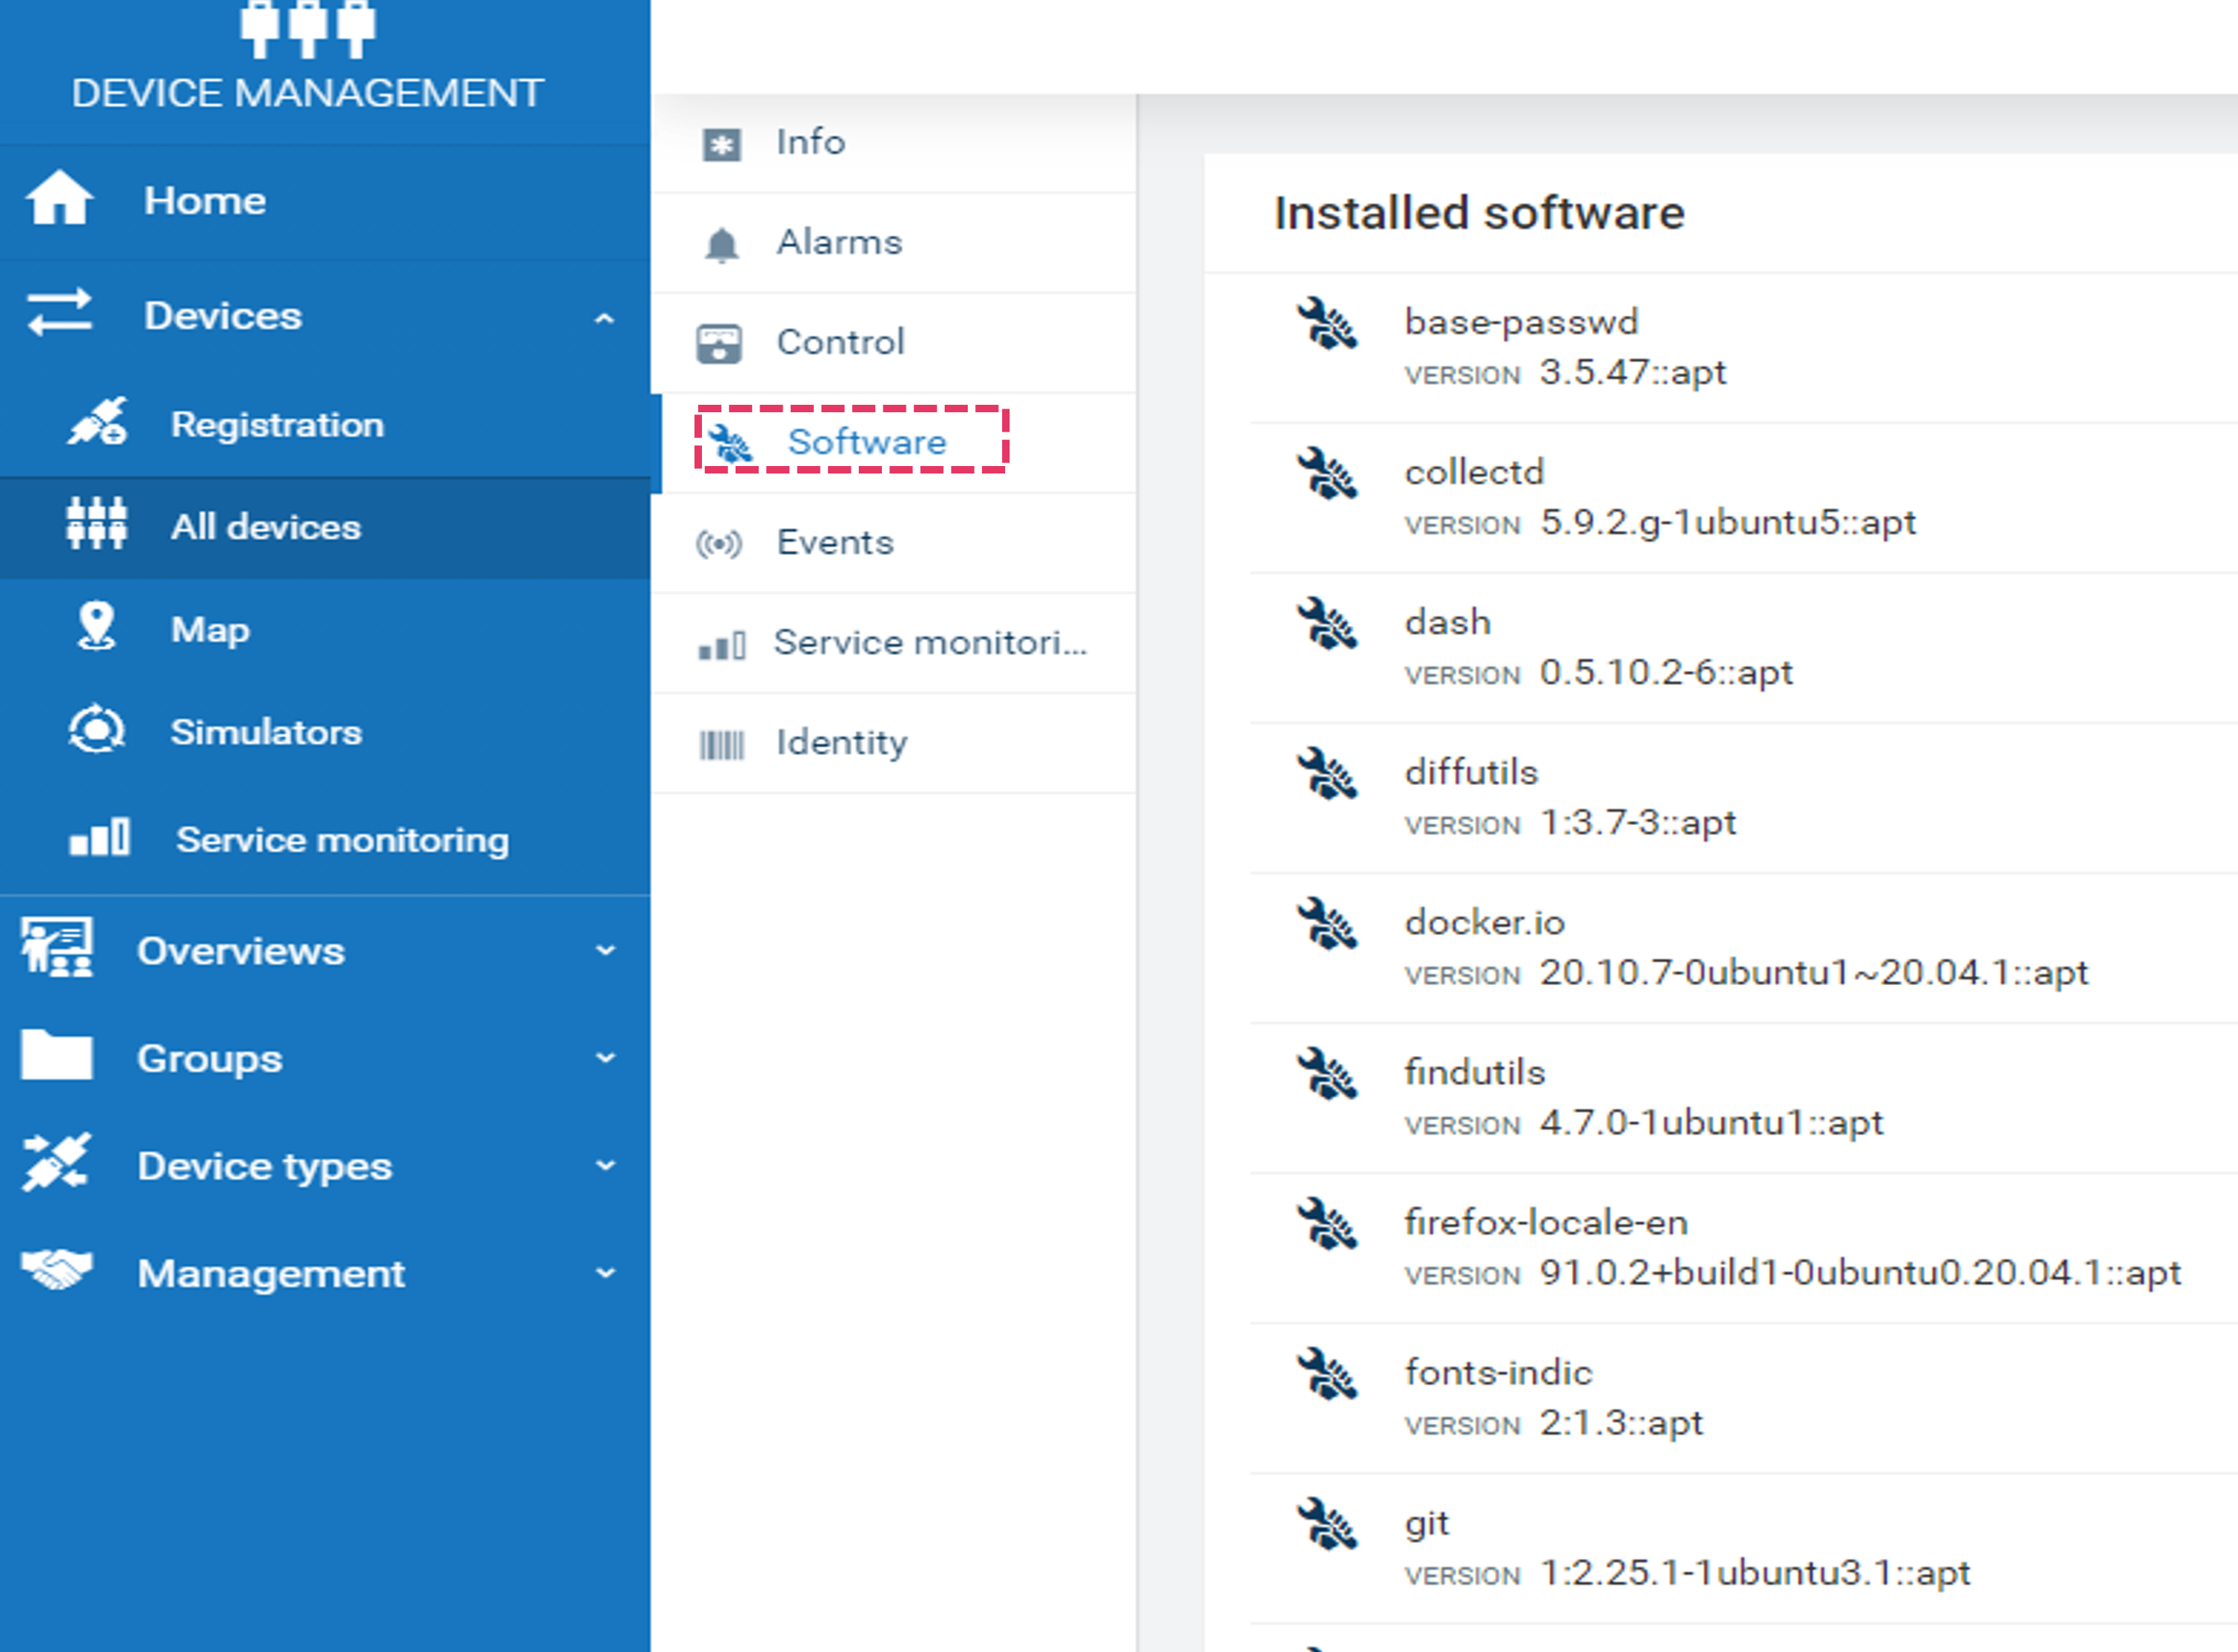 DEVICE MANAGEMENT
Home
Devices
Registration
All devices
Map
Simulators
Service monitoring
Overviews
Groups
Device types
Management
Info
Alarms
Control
Software
Events
Service monitori...
Identity
Installed software
base-passwd
VERSION 3.5.47::apt
collectd
VERSION 5.9.2.g-1ubuntu5::apt
dash
VERSION 0.5.10.2-6::apt
diffutils
VERSION 1:3.7-3::apt
docker.io
VERSION 20.10.7-0ubuntu1~20.04.1::apt
findutils
VERSION 4.7.0-1ubuntu1::apt
firefox-locale-en
VERSION 91.0.2+build1-0ubuntu0.20.04.1::apt
fonts-indic
VERSION 2:1.3::apt
git
VERSION 1:2.25.1-1ubuntu3.1::apt